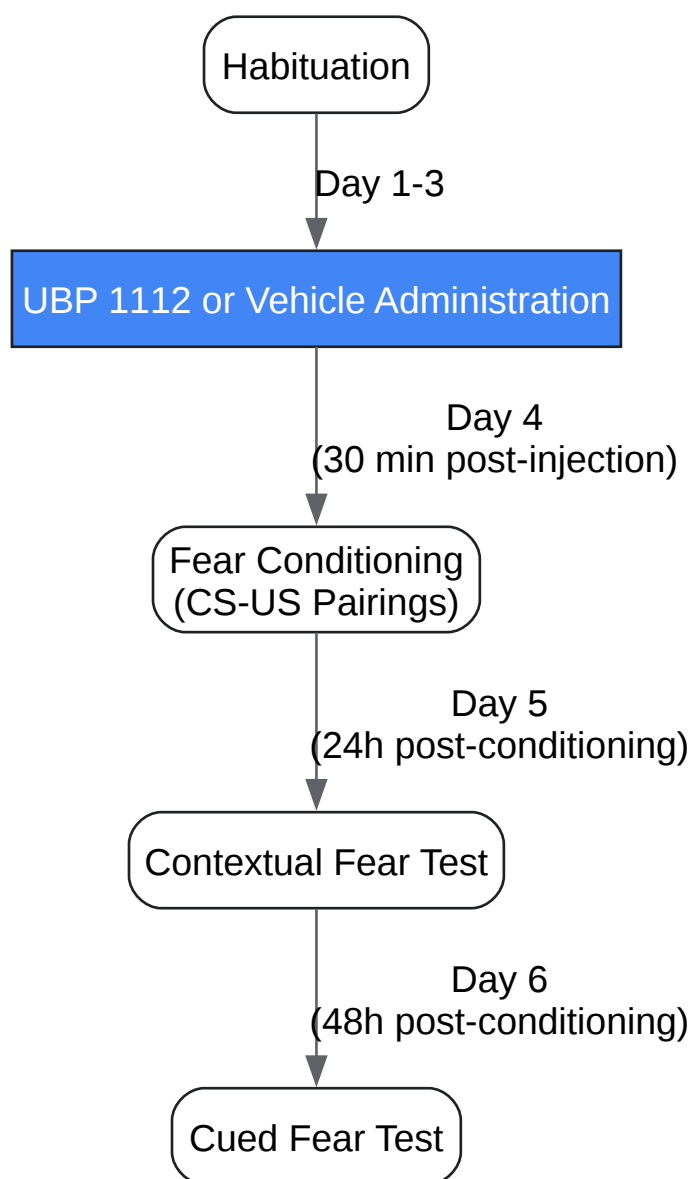 Habituation
Day 1-3
UBP 1112 or Vehicle Administration
Day 4
(30 min post-injection)
Fear Conditioning
(CS-US Pairings)
Day 5
(24h post-conditioning)
Contextual Fear Test
Day 6
(48h post-conditioning)
Cued Fear Test